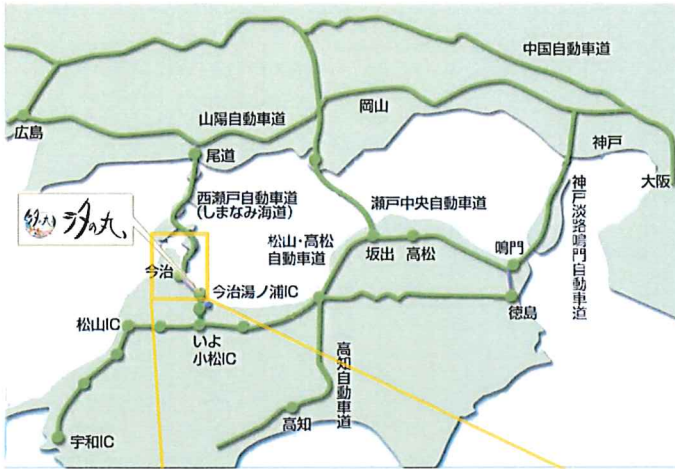 中国自動車道
岡山
山陽自動車道
広島
神戸
尾道
大阪
西瀬戸自動車道
(しまなみ海道)
瀬戸中央自動車道
神戸淡路鳴門自動車道
汐の丸
汐の丸
松山・高松
自動車道
坂出
高松
鳴門
今治
今治湯ノ浦IC
徳島
松山IC
いよ
小松IC
高知自動車道
高知
宇和IC